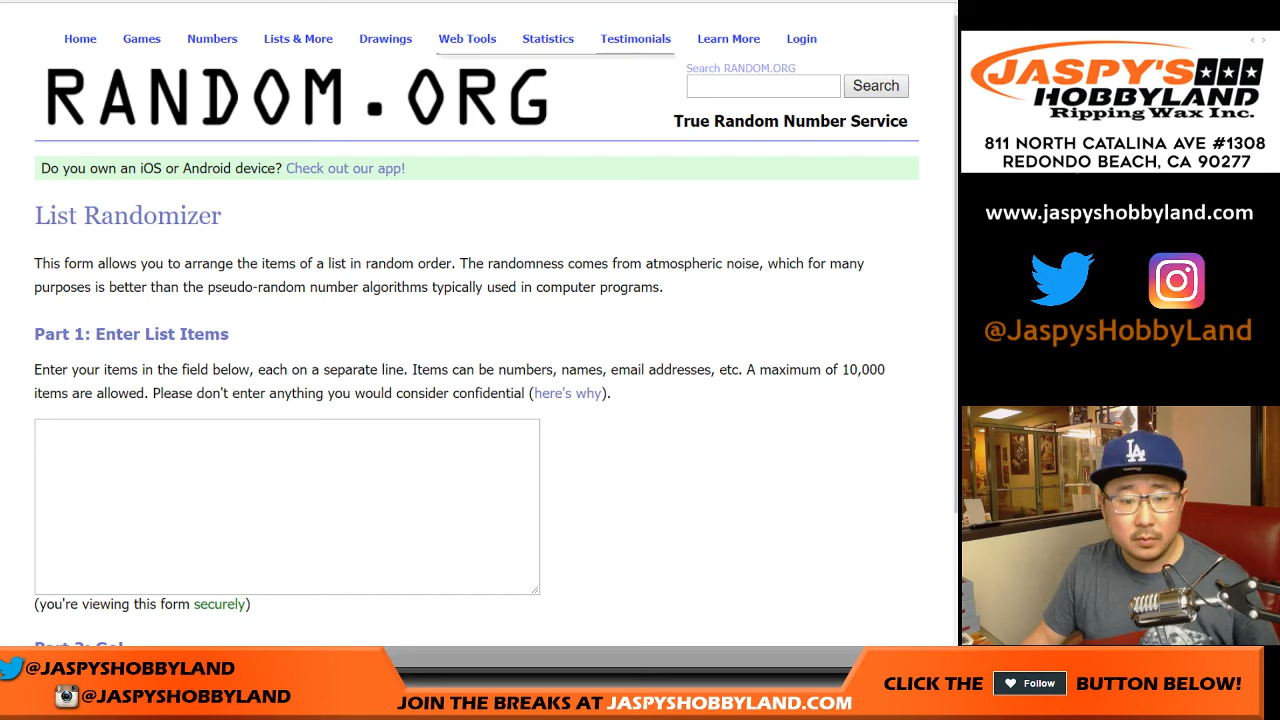 Home Games Numbers Lists & More Drawings Web Tools Statistics Testimonials Learn More Login
RANDOM.ORG
Search RANDOM.ORG
Search
True Random Number Service
Do you own an iOS or Android device? Check out our app!
List Randomizer
This form allows you to arrange the items of a list in random order. The randomness comes from atmospheric noise, which for many
purposes is better than the pseudo-random number algorithms typically used in computer programs.
Part 1: Enter List Items
Enter your items in the field below, each on a separate line. Items can be numbers, names, email addresses, etc. A maximum of 10,000
items are allowed. Please don't enter anything you would consider confidential (here's why).
(you're viewing this form securely)
Part 2: Go!
JASPY'S
HOBBYLAND
Ripping Wax Inc.
811 NORTH CATALINA AVE #1308
REDONDO BEACH, CA 90277
www.jaspyshobbyland.com
@JaspysHobbyLand
LA
@JASPYSHOBBYLAND
@JASPYSHOBBYLAND
JOIN THE BREAKS AT JASPYSHOBBYLAND.COM
CLICK THE Follow BUTTON BELOW!